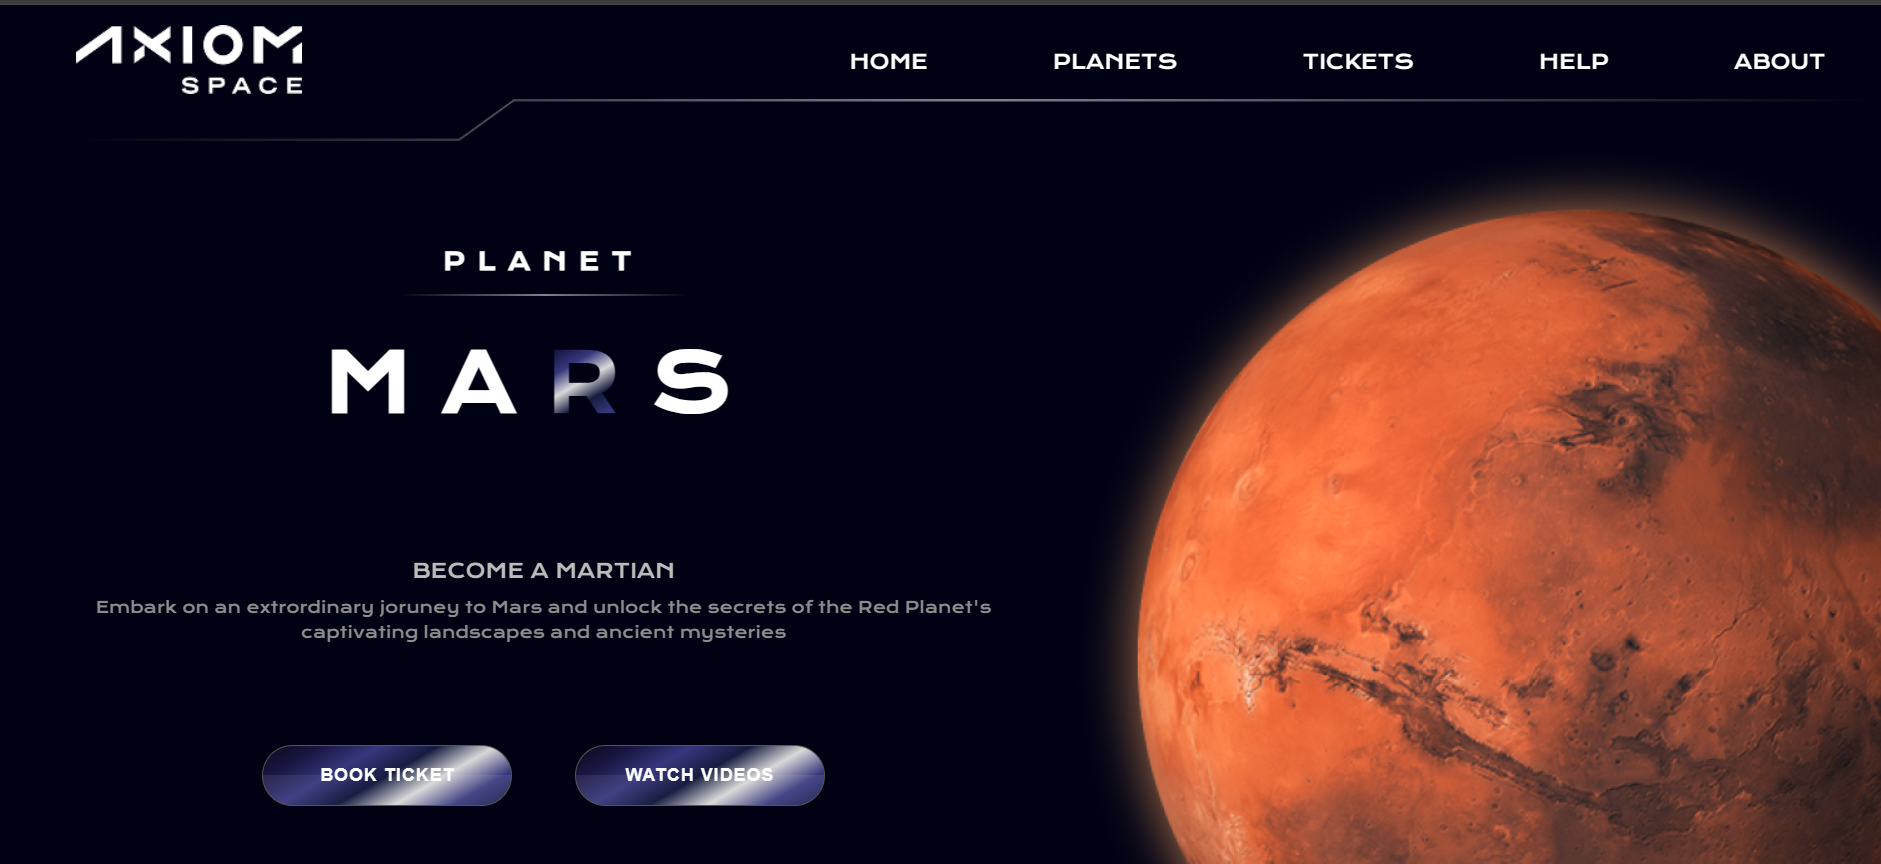 AXIOM
SPACE
HOME PLANETS TICKETS HELP ABOUT
PLANET
MARS
BECOME A MARTIAN
Embark on an extrordinary joruney to Mars and unlock the secrets of the Red Planet's
captivating landscapes and ancient mysteries
BOOK TICKET WATCH VIDEOS